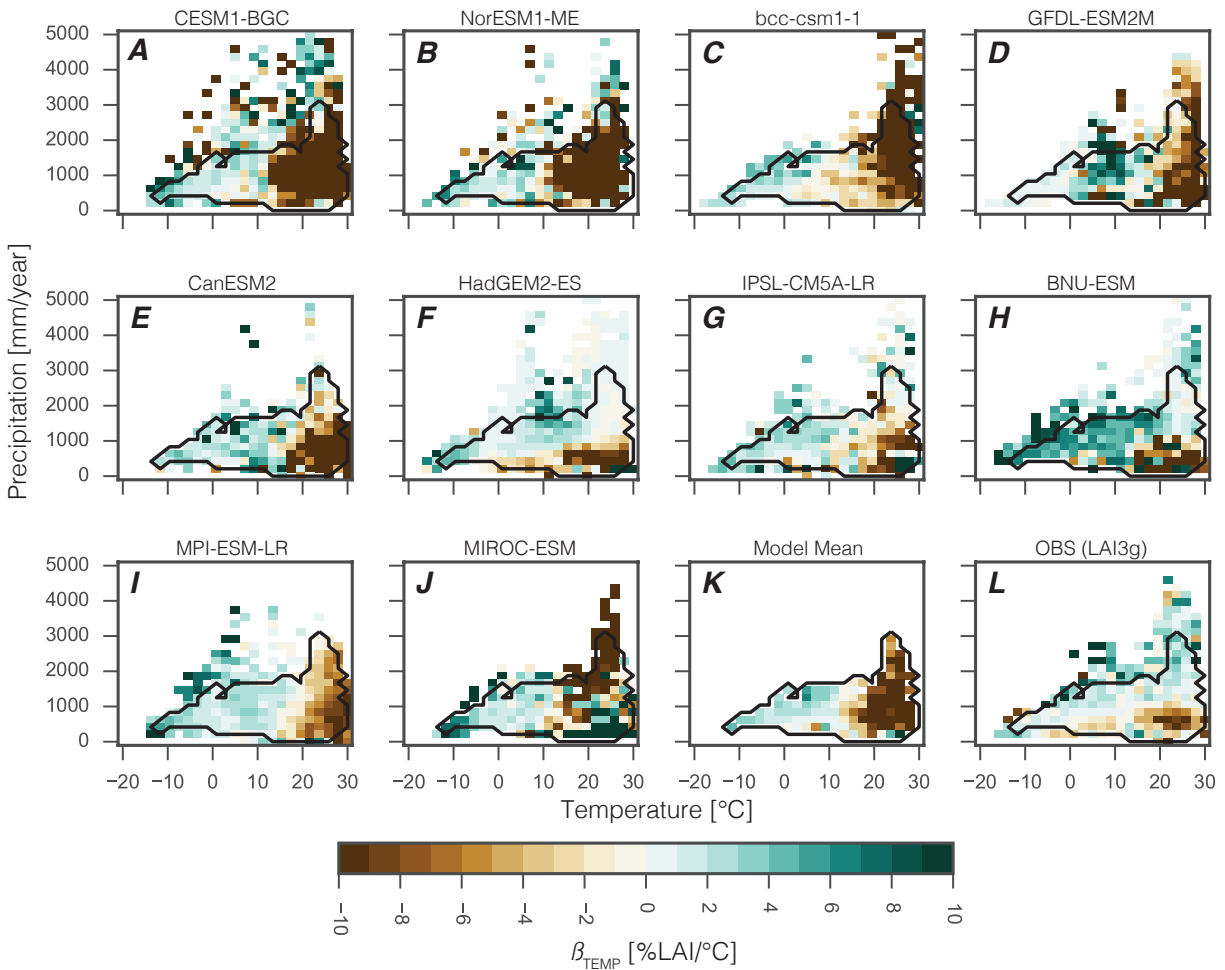 CESM1-BGC
NorESM1-ME
bcc-csm1-1
GFDL-ESM2M
A
B
C
D
5000
4000
3000
2000
1000
0
CanESM2
HadGEM2-ES
IPSL-CM5A-LR
BNU-ESM
E
F
G
H
5000
4000
3000
2000
1000
0
Precipitation [mm/year]
MPI-ESM-LR
MIROC-ESM
Model Mean
OBS (LAI3g)
I
J
K
L
5000
4000
3000
2000
1000
0
−20 −10 0 10 20 30
−20 −10 0 10 20 30
−20 −10 0 10 20 30
−20 −10 0 10 20 30
Temperature [°C]
−10 −8 −6 −4 −2 0 2 4 6 8 10
βTEMP [%LAI/°C]